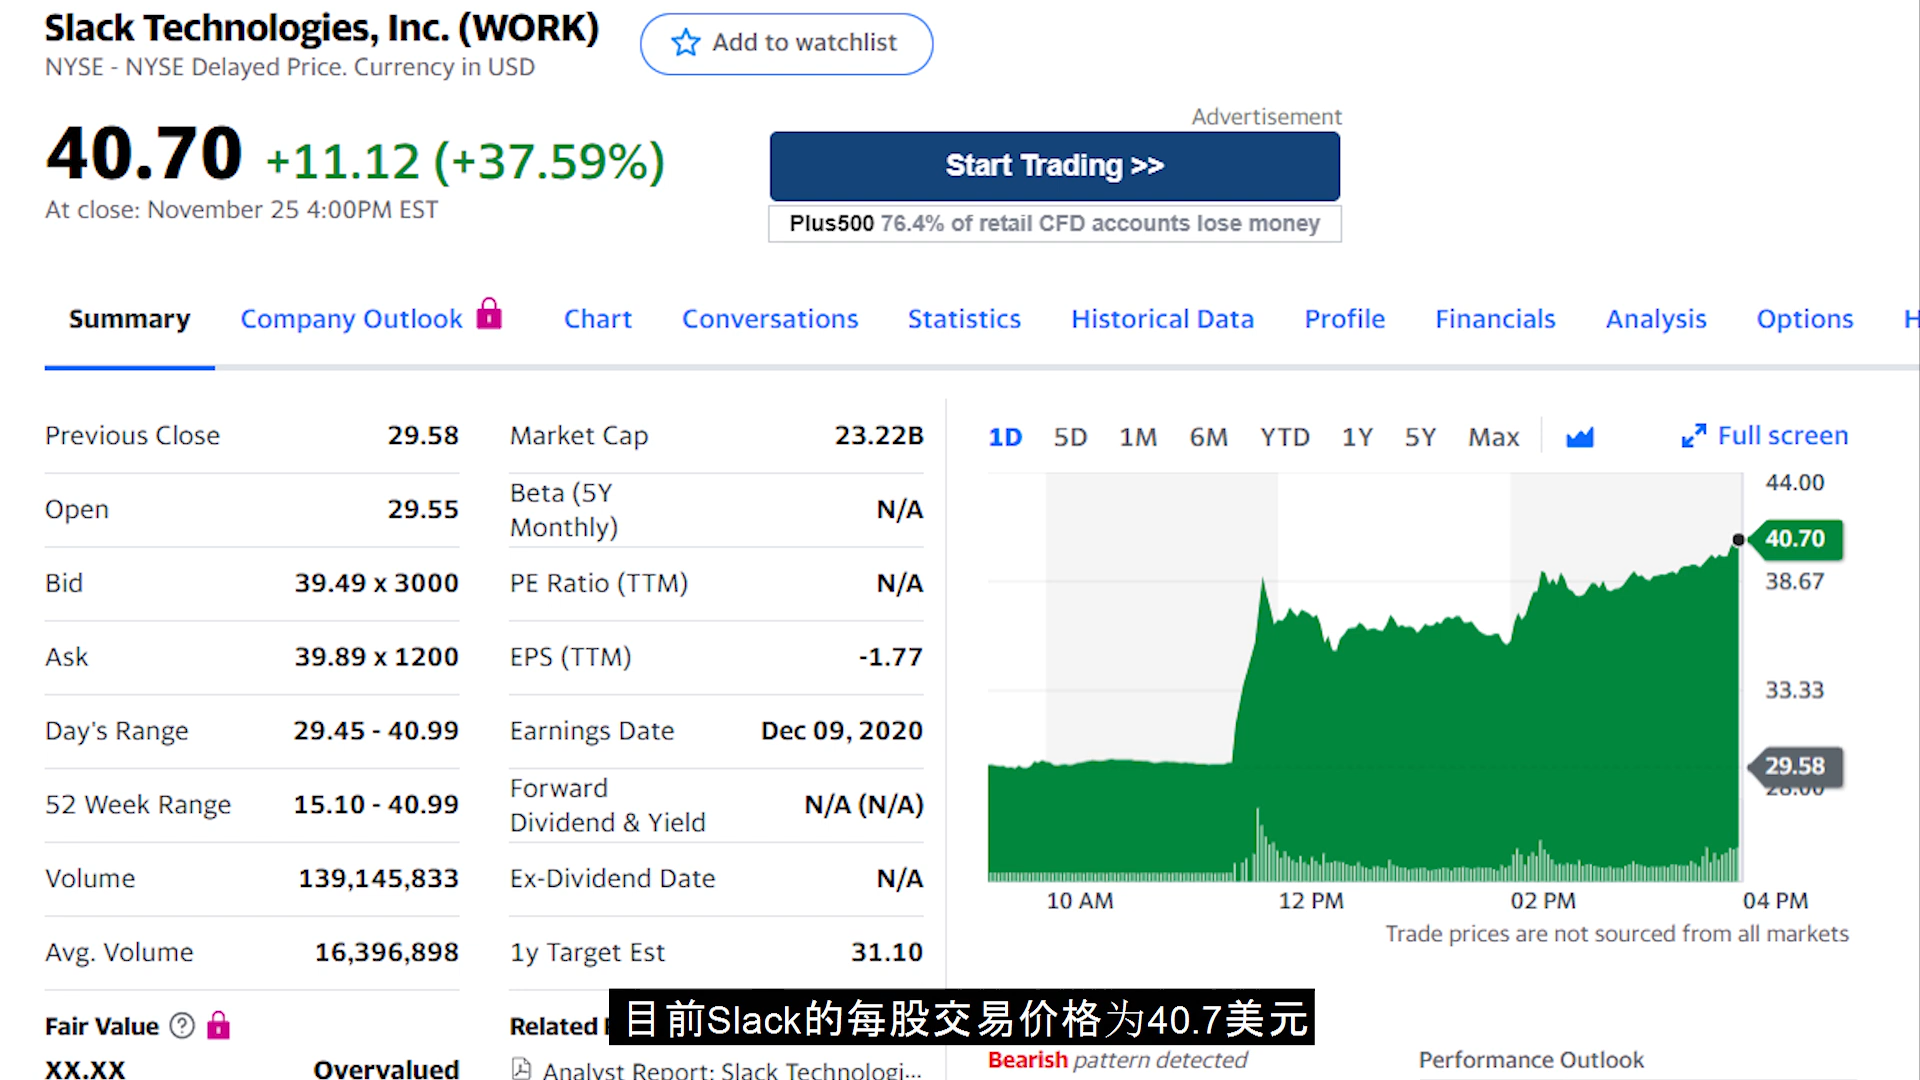 Slack Technologies, Inc. (WORK)
Add to watchlist
NYSE - NYSE Delayed Price. Currency in USD
Advertisement
40.70 +11.12 (+37.59%)
Start Trading >>
At close: November 25 4:00PM EST
Plus500 76.4% of retail CFD accounts lose money
Summary Company Outlook Chart Conversations Statistics Historical Data Profile Financials Analysis Options H
Previous Close 29.58
Open 29.55
Bid 39.49 x 3000
Ask 39.89 x 1200
Day's Range 29.45 - 40.99
52 Week Range 15.10 - 40.99
Volume 139,145,833
Avg. Volume 16,396,898
Fair Value
XX.XX Overvalued
Market Cap 23.22B
Beta (5Y
Monthly) N/A
PE Ratio (TTM) N/A
EPS (TTM) -1.77
Earnings Date Dec 09, 2020
Forward
Dividend & Yield N/A (N/A)
Ex-Dividend Date N/A
1y Target Est 31.10
Related
Analyst Report: Slack Technologi...
1D 5D 1M 6M YTD 1Y 5Y Max Full screen
44.00
40.70
38.67
33.33
29.58
28.00
10 AM 12 PM 02 PM 04 PM
Trade prices are not sourced from all markets
目前Slack的每股交易价格为40.7美元
Bearish pattern detected
Performance Outlook